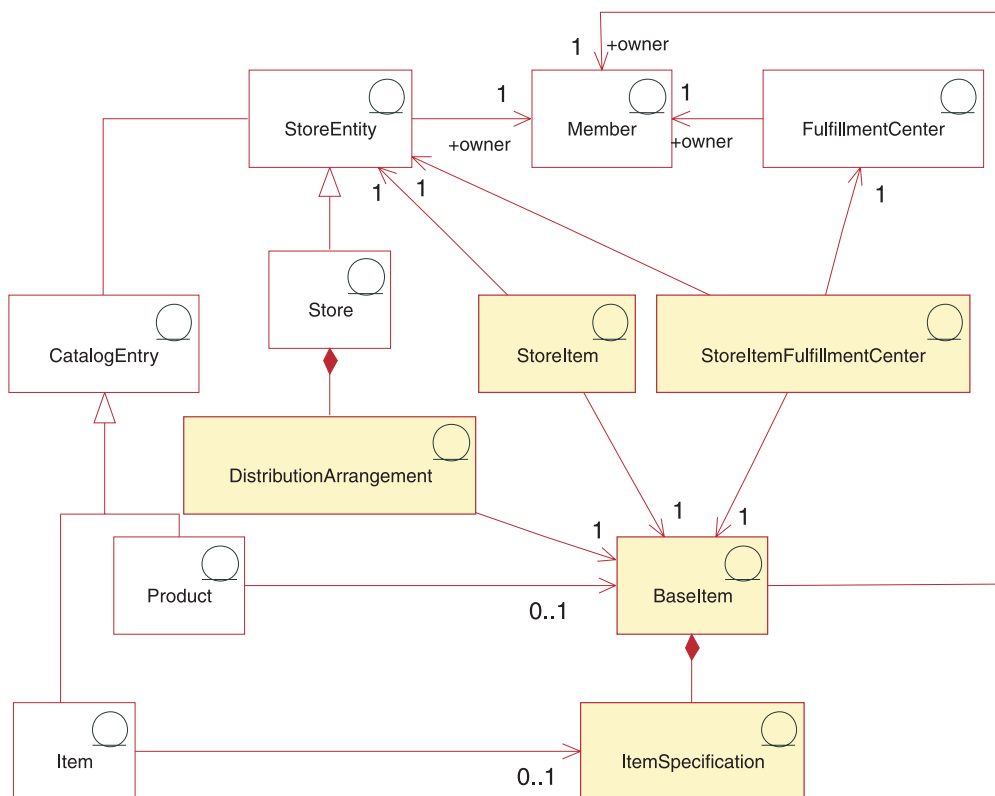 1
+owner
StoreEntity
1
+owner
Member
1
+owner
FulfillmentCenter
1
1
1
Store
CatalogEntry
StoreItem
StoreItemFulfillmentCenter
DistributionArrangement
1
1
1
Product
0..1
BaseItem
Item
0..1
ItemSpecification